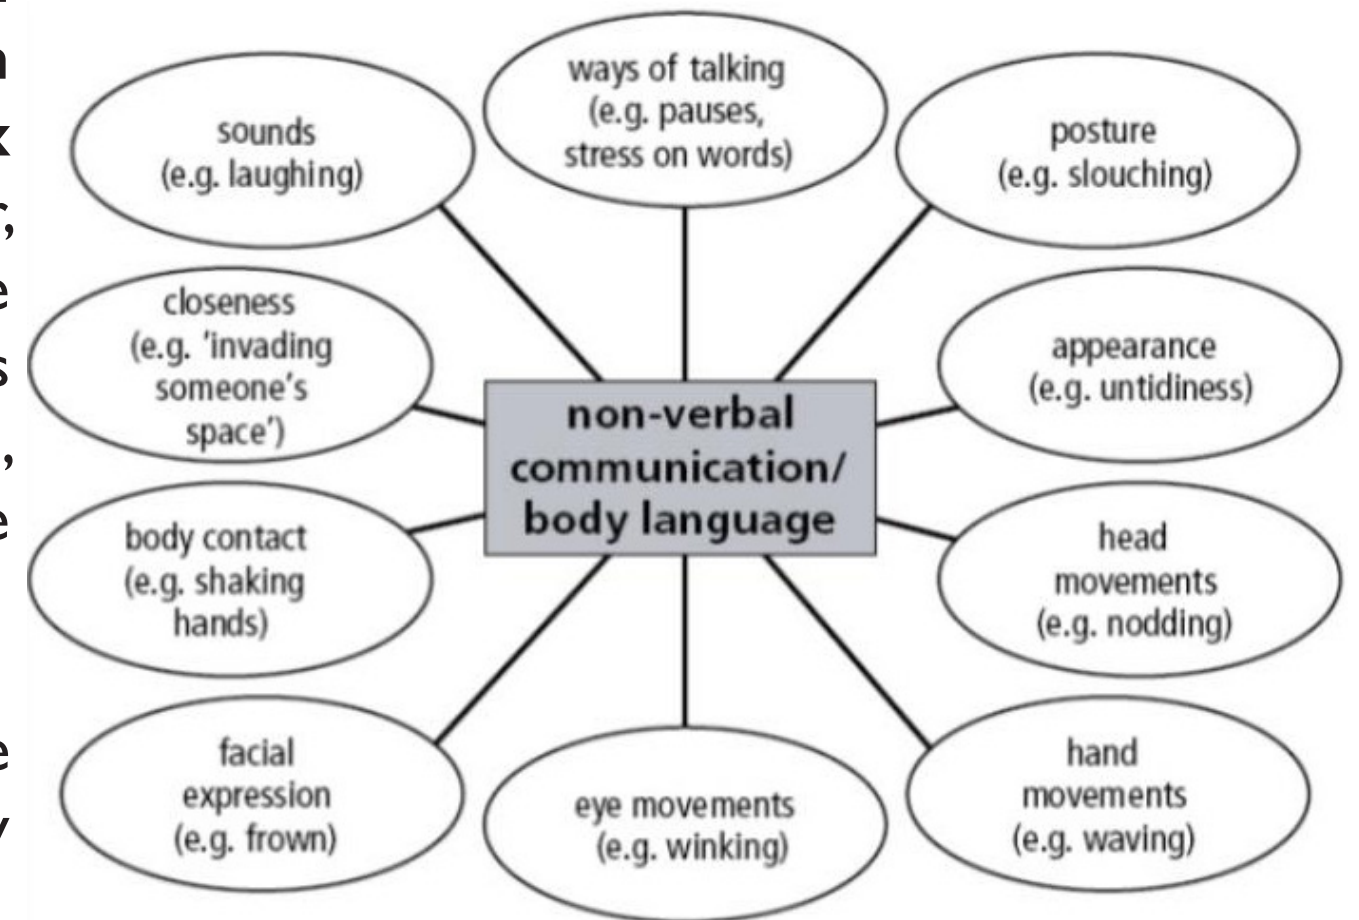 ways of talking
(e.g. pauses,
stress on words)
sounds
(e.g. laughing)
posture
(e.g. slouching)
closeness
(e.g. 'invading
someone's
space')
appearance
(e.g. untidiness)
non-verbal
communication/
body language
body contact
(e.g. shaking
hands)
head
movements
(e.g. nodding)
facial
expression
(e.g. frown)
eye movements
(e.g. winking)
hand
movements
(e.g. waving)